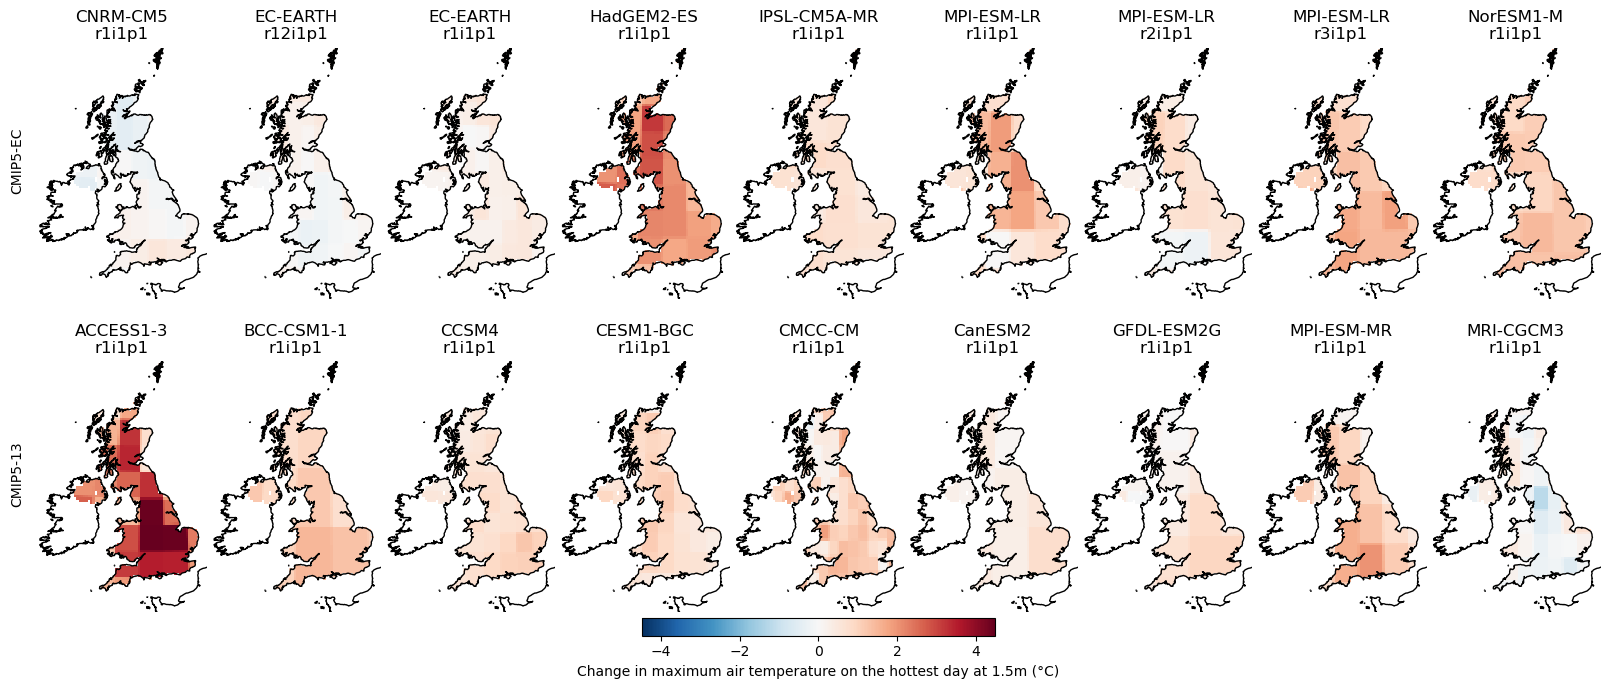 CNRM-CM5 EC-EARTH EC-EARTH HadGEM2-ES IPSL-CM5A-MR MPI-ESM-LR MPI-ESM-LR MPI-ESM-LR NorESM1-M
r1i1p1 r12i1p1 r1i1p1 r1i1p1 r1i1p1 r1i1p1 r2i1p1 r3i1p1 r1i1p1
CMIP5-EC
ACCESS1-3 BCC-CSM1-1 CCSM4 CESM1-BGC CMCC-CM CanESM2 GFDL-ESM2G MPI-ESM-MR MRI-CGCM3
r1i1p1 r1i1p1 r1i1p1 r1i1p1 r1i1p1 r1i1p1 r1i1p1 r1i1p1 r1i1p1
CMIP5-13
−4 −2 0 2 4
Change in maximum air temperature on the hottest day at 1.5m (°C)